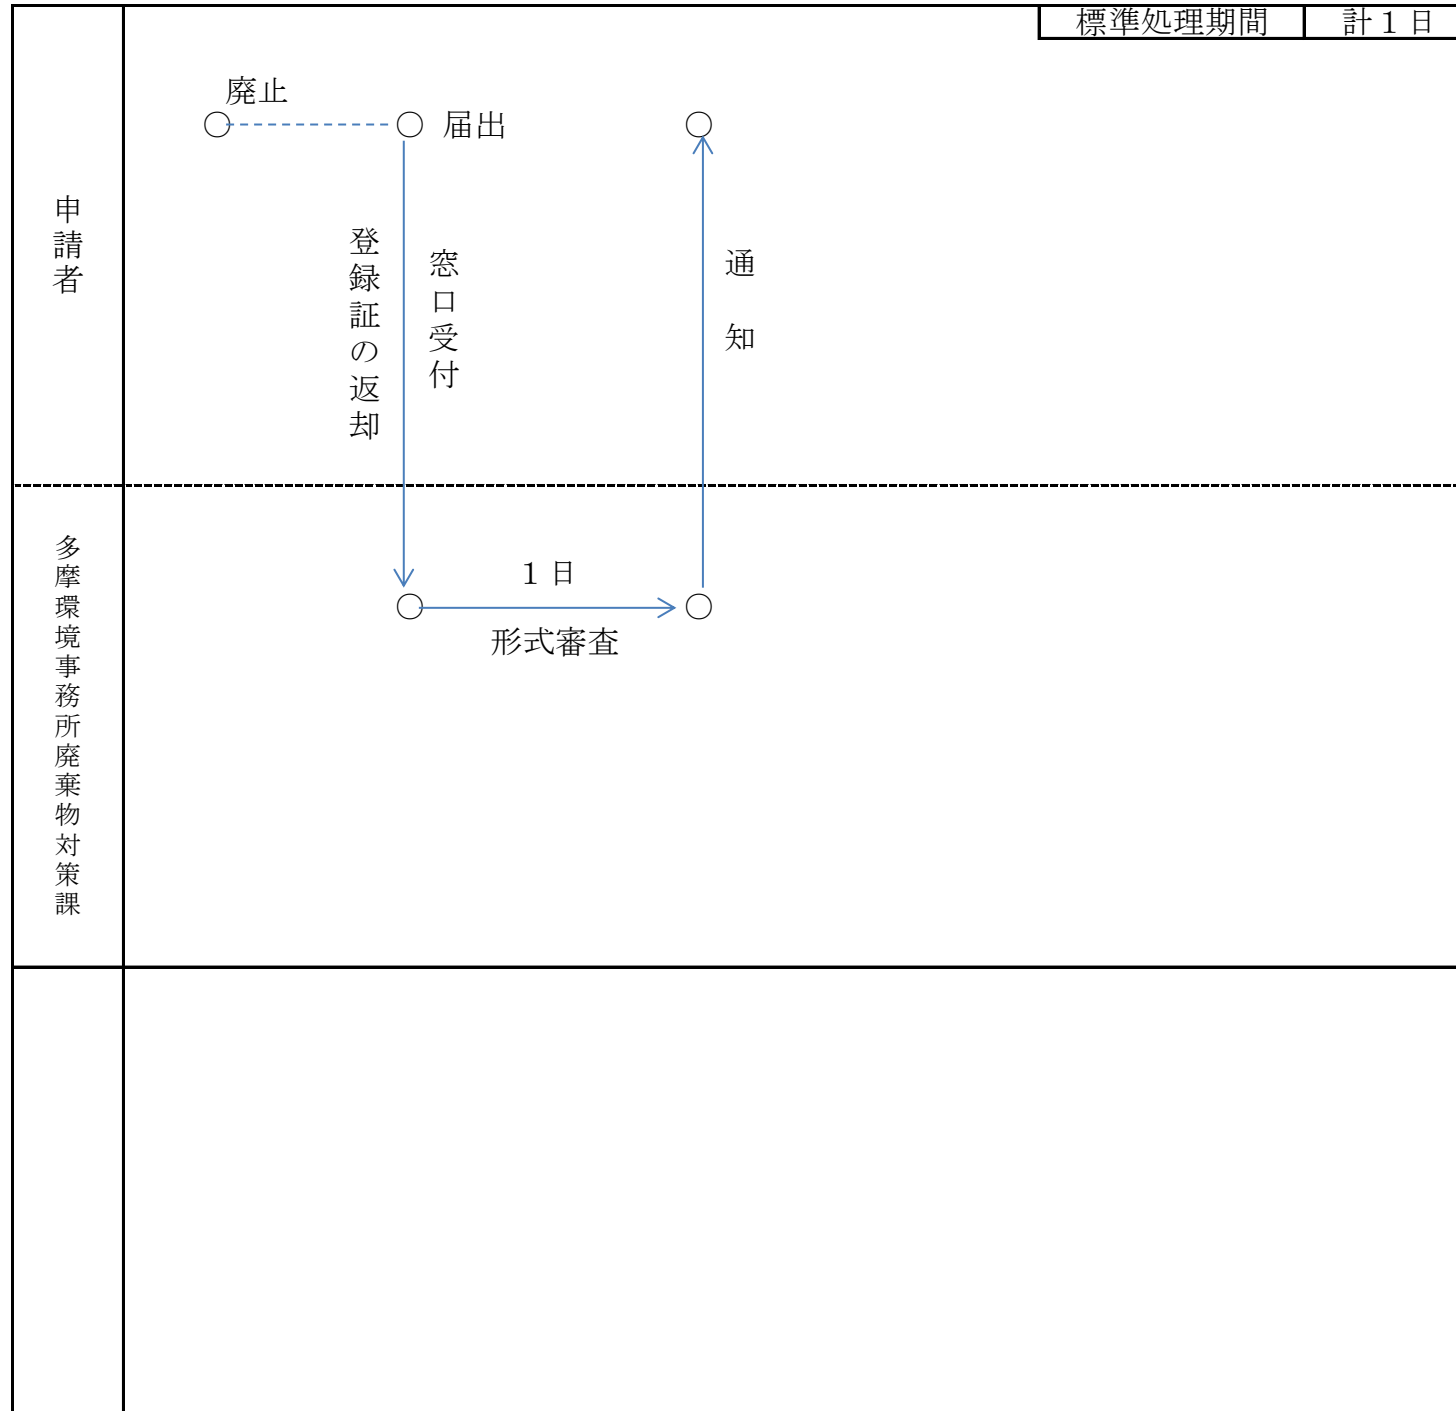 標準処理期間 計１日
廃止
届出
申請者
登録証の返却
窓口受付
通知
多摩環境事務所廃棄物対策課
１日
形式審査